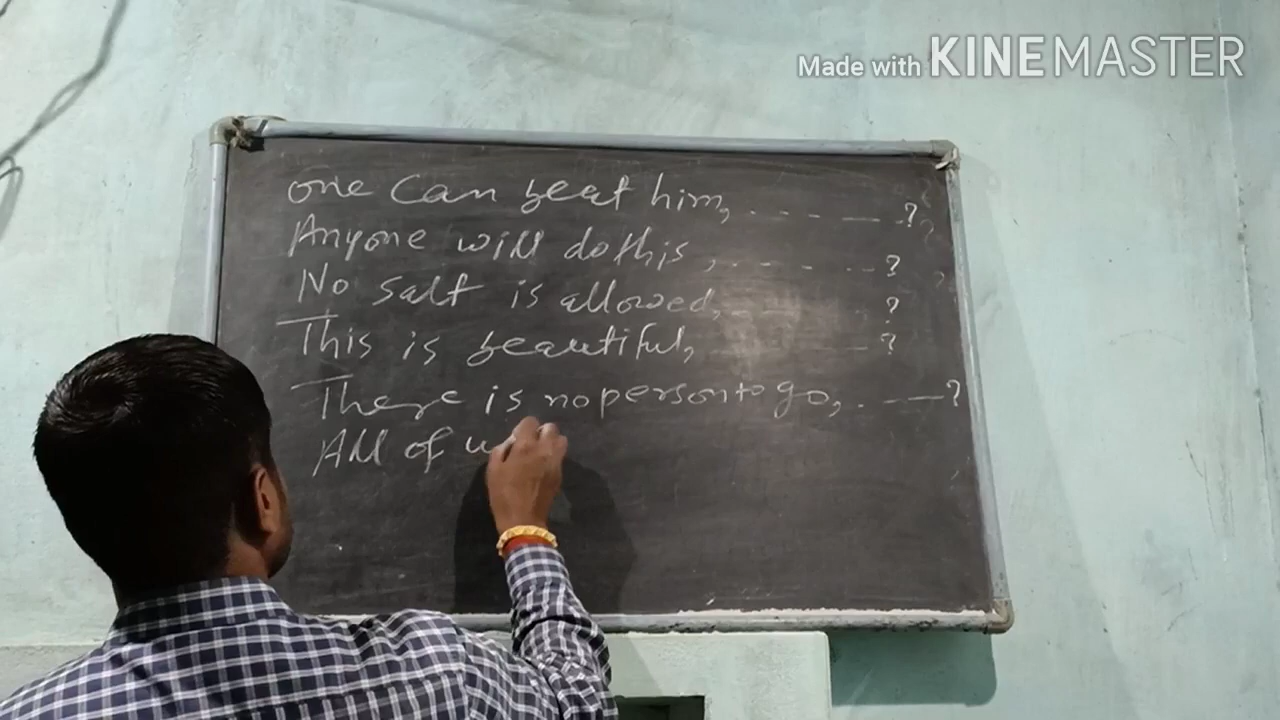 Made with KINEMASTER
One can beat him, . - - - — - ?
Anyone will do this, . - - - - - ?
No salt is allowed, - - - ?
This is beautiful, ———— ?
There is no person to go, . - — ?
All of